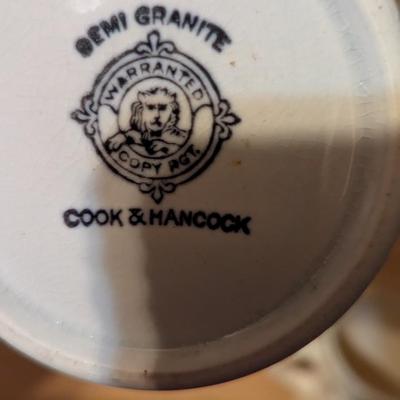 SEMI GRANITE
WARRANTED
COPY RGT.
COOK & HANCOCK